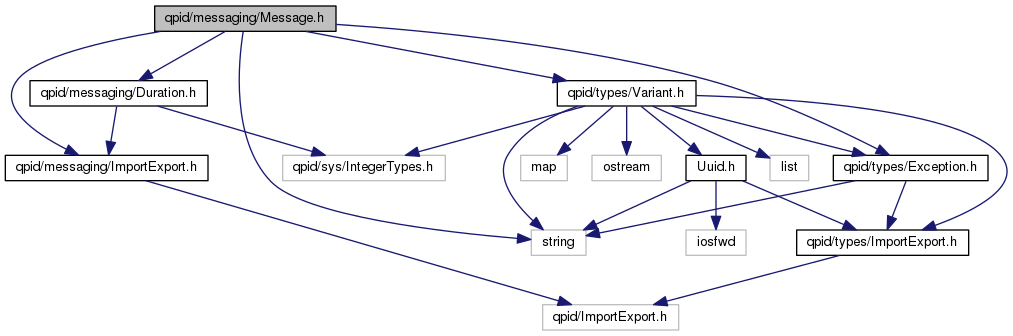 qpid/messaging/Message.h
qpid/messaging/Duration.h
qpid/types/Variant.h
qpid/messaging/ImportExport.h
qpid/sys/IntegerTypes.h
map
ostream
Uuid.h
list
qpid/types/Exception.h
string
iosfwd
qpid/types/ImportExport.h
qpid/ImportExport.h